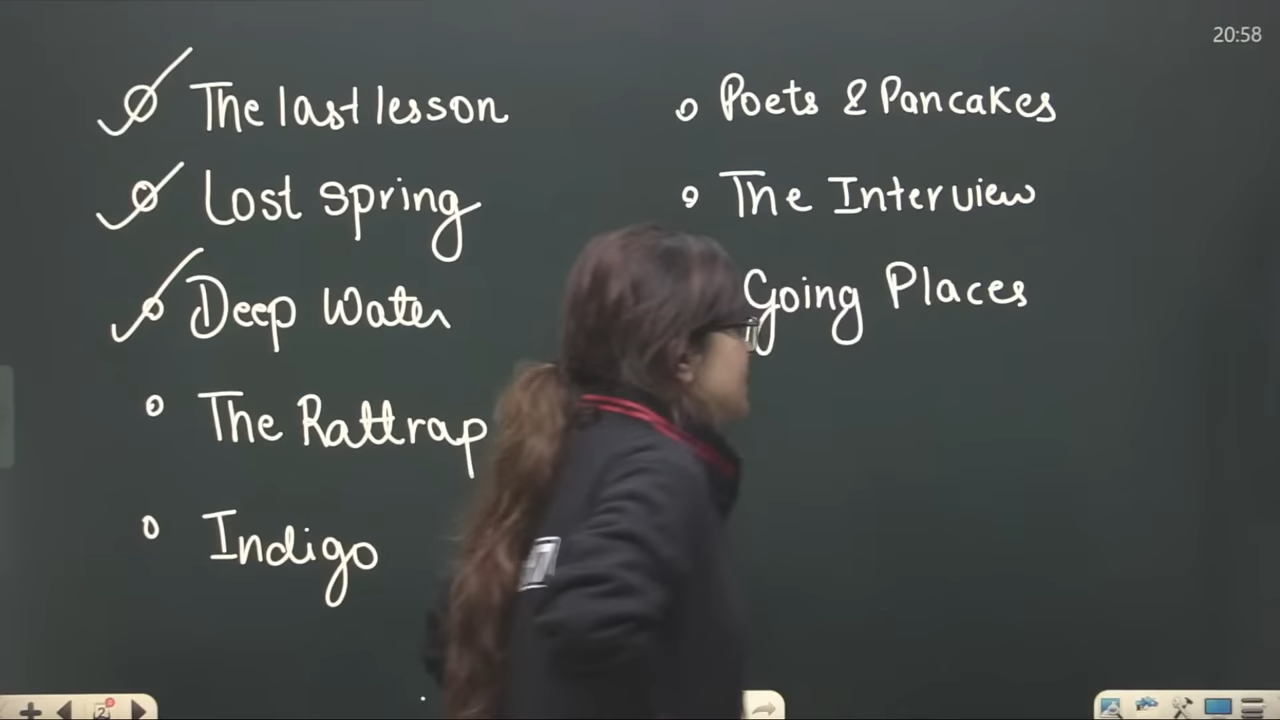 20:58
The last lesson
Lost spring
Deep Water
The Rattrap
Indigo
Poets & Pancakes
The Interview
Going Places